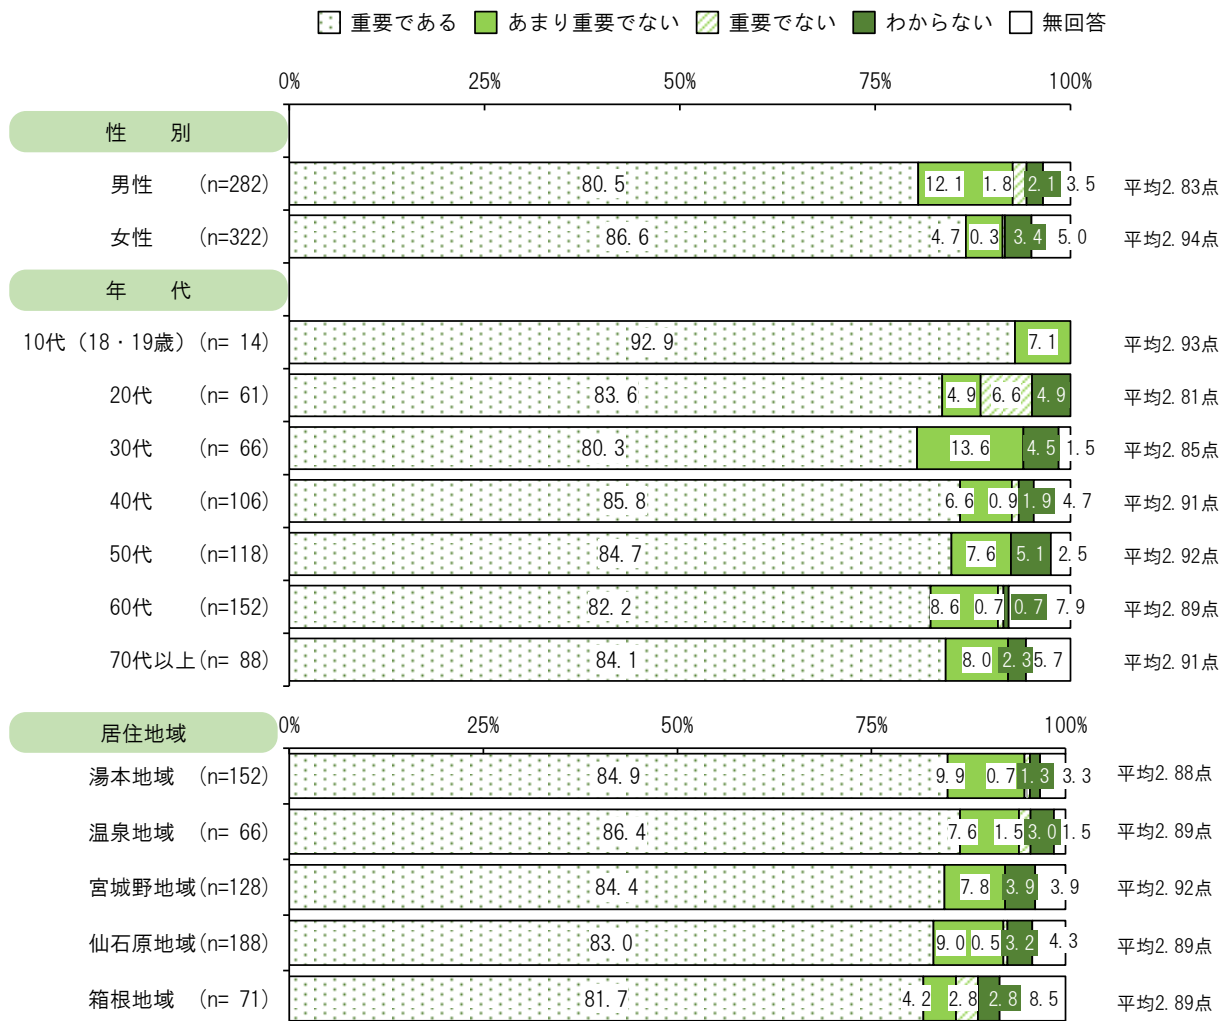 重要である あまり重要でない 重要でない わからない 無回答
0% 25% 50% 75% 100%
性 別
男性 (n=282) 80.5 12.1 1.8 2.1 3.5 平均2.83点
女性 (n=322) 86.6 4.7 0.3 3.4 5.0 平均2.94点
年 代
10代（18・19歳）(n= 14) 92.9 7.1 平均2.93点
20代 (n= 61) 83.6 4.9 6.6 4.9 平均2.81点
30代 (n= 66) 80.3 13.6 4.5 1.5 平均2.85点
40代 (n=106) 85.8 6.6 0.9 1.9 4.7 平均2.91点
50代 (n=118) 84.7 7.6 5.1 2.5 平均2.92点
60代 (n=152) 82.2 8.6 0.7 0.7 7.9 平均2.89点
70代以上(n= 88) 84.1 8.0 2.3 5.7 平均2.91点
居住地域
0% 25% 50% 75% 100%
湯本地域 (n=152) 84.9 9.9 0.7 1.3 3.3 平均2.88点
温泉地域 (n= 66) 86.4 7.6 1.5 3.0 1.5 平均2.89点
宮城野地域(n=128) 84.4 7.8 3.9 3.9 平均2.92点
仙石原地域(n=188) 83.0 9.0 0.5 3.2 4.3 平均2.89点
箱根地域 (n= 71) 81.7 4.2 2.8 2.8 8.5 平均2.89点